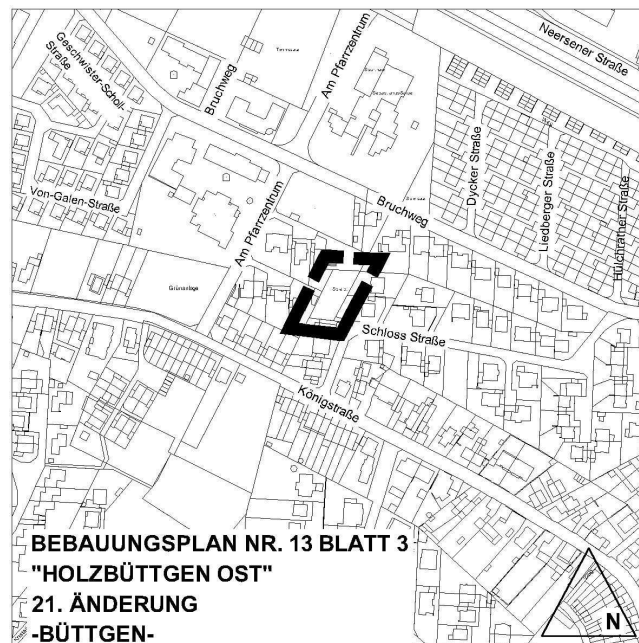 Neersener Straße
Geschwister-Scholl-
Straße
Bruchweg
Am Pfarrzentrum
Dycker Straße
Liedberger Straße
Hülchrather Straße
Von-Galen-Straße
Bruchweg
Am Pfarrzentrum
Grünanlage
Schloss Straße
Königstraße
BEBAUUNGSPLAN NR. 13 BLATT 3
"HOLZBÜTTGEN OST"
21. ÄNDERUNG
-BÜTTGEN-
N